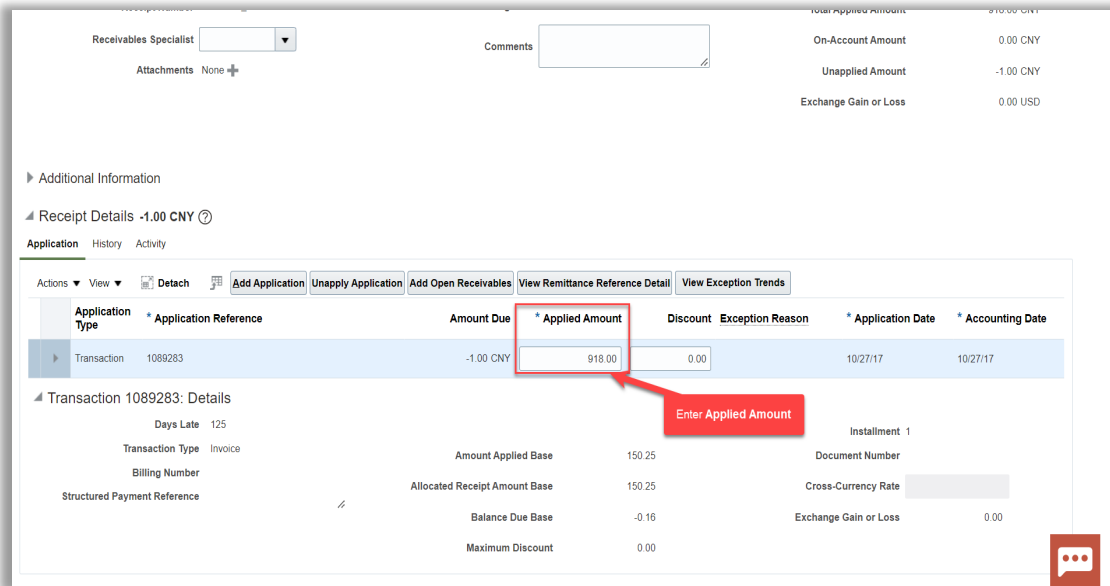 Receivables Specialist
Comments
Attachments None
Total Applied Amount 918.00 CNY
On-Account Amount 0.00 CNY
Unapplied Amount -1.00 CNY
Exchange Gain or Loss 0.00 USD
Additional Information
Receipt Details -1.00 CNY ?
Application History Activity
Actions View Detach Add Application Unapply Application Add Open Receivables View Remittance Reference Detail View Exception Trends
Application Type * Application Reference Amount Due * Applied Amount Discount Exception Reason * Application Date * Accounting Date
Transaction 1089283 -1.00 CNY 918.00 0.00 10/27/17 10/27/17
Enter Applied Amount
Transaction 1089283: Details
Days Late 125
Transaction Type Invoice
Billing Number
Structured Payment Reference
Amount Applied Base 150.25
Allocated Receipt Amount Base 150.25
Balance Due Base -0.16
Maximum Discount 0.00
Installment 1
Document Number
Cross-Currency Rate
Exchange Gain or Loss 0.00